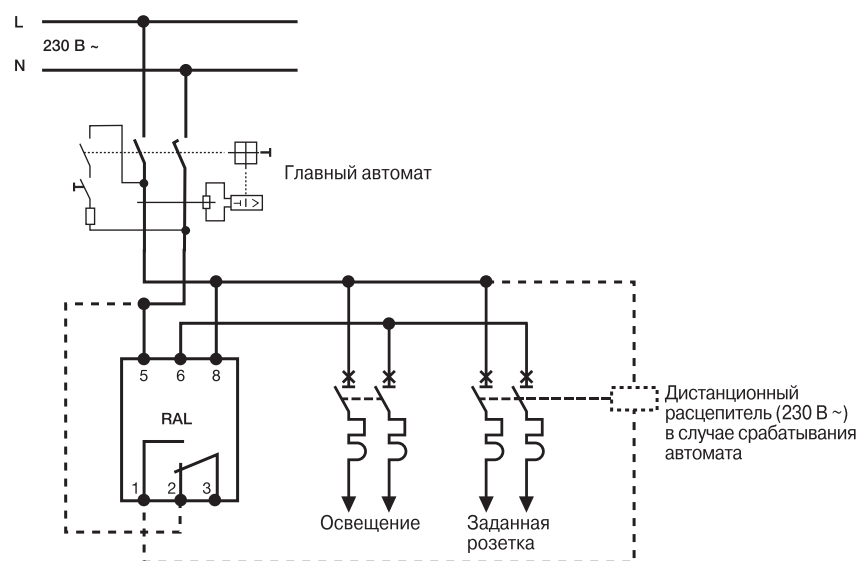 L
230 В ~
N
Главный автомат
5 6 8
RAL
1 2 3
Дистанционный
расцепитель (230 В ~)
в случае срабатывания
автомата
Освещение
Заданная
розетка